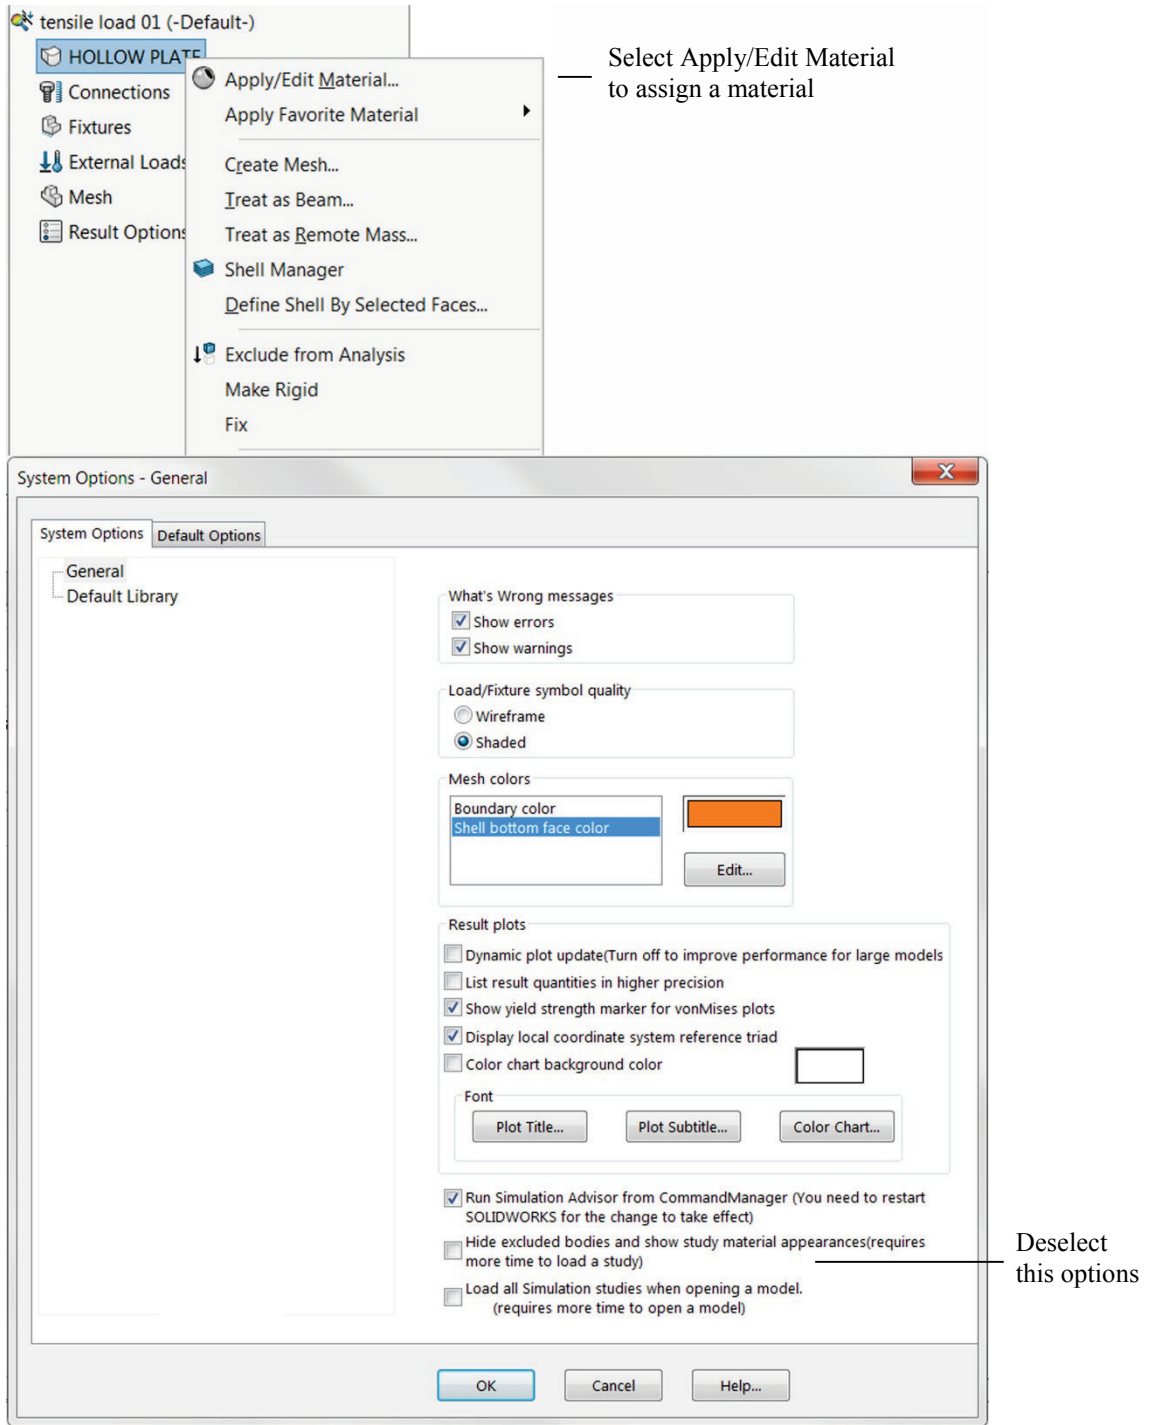 tensile load 01 (-Default-)
HOLLOW PLATE
Connections
Fixtures
External Loads
Mesh
Result Options
Apply/Edit Material...
Apply Favorite Material
Create Mesh...
Treat as Beam...
Treat as Remote Mass...
Shell Manager
Define Shell By Selected Faces...
Exclude from Analysis
Make Rigid
Fix
Select Apply/Edit Material
to assign a material
System Options - General
System Options
Default Options
General
Default Library
What's Wrong messages
Show errors
Show warnings
Load/Fixture symbol quality
Wireframe
Shaded
Mesh colors
Boundary color
Shell bottom face color
Edit...
Result plots
Dynamic plot update(Turn off to improve performance for large models
List result quantities in higher precision
Show yield strength marker for vonMises plots
Display local coordinate system reference triad
Color chart background color
Font
Plot Title...
Plot Subtitle...
Color Chart...
Run Simulation Advisor from CommandManager (You need to restart
SOLIDWORKS for the change to take effect)
Hide excluded bodies and show study material appearances(requires
more time to load a study)
Load all Simulation studies when opening a model.
(requires more time to open a model)
Deselect
this options
OK
Cancel
Help...